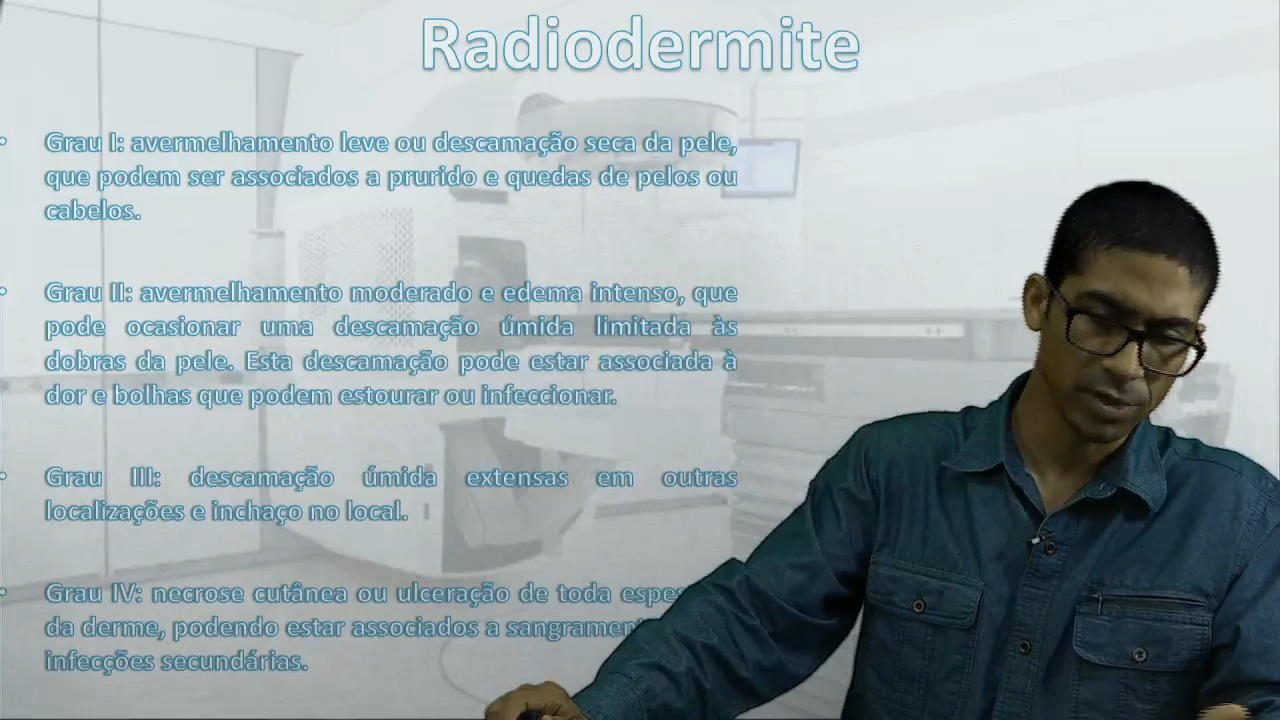 Radiodermite
• Grau I: avermelhamento leve ou descamação seca da pele,
que podem ser associados a prurido e quedas de pelos ou
cabelos.
• Grau II: avermelhamento moderado e edema intenso, que
pode ocasionar uma descamação úmida limitada às
dobras da pele. Esta descamação pode estar associada à
dor e bolhas que podem estourar ou infeccionar.
• Grau III: descamação úmida extensas em outras
localizações e inchaço no local.
• Grau IV: necrose cutânea ou ulceração de toda
da derme, podendo estar associados a
infecções secundárias.